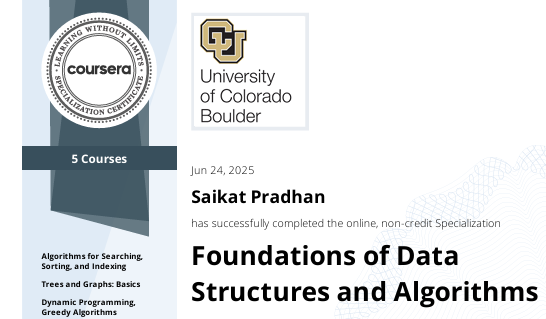 LEARNING WITHOUT LIMITS
coursera
SPECIALIZATION CERTIFICATE
5 Courses
Algorithms for Searching,
Sorting, and Indexing
Trees and Graphs: Basics
Dynamic Programming,
Greedy Algorithms
CU
University
of Colorado
Boulder
Jun 24, 2025
Saikat Pradhan
has successfully completed the online, non-credit Specialization
Foundations of Data
Structures and Algorithms